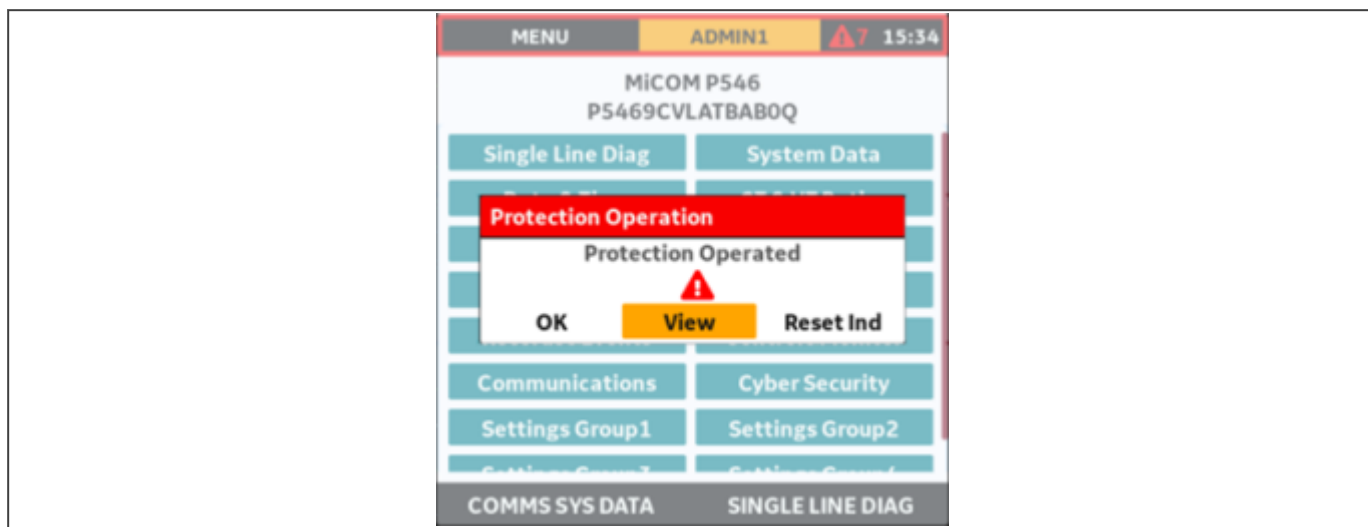 MENU ADMIN1 7 15:34
MiCOM P546
P5469CVLATBAB0Q
Single Line Diag System Data
Protection Operation
Protection Operated
OK View Reset Ind
Communications Cyber Security
Settings Group1 Settings Group2
COMMS SYS DATA SINGLE LINE DIAG